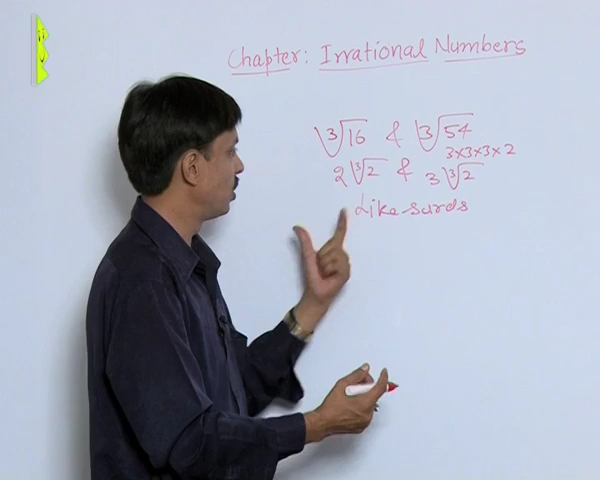 Chapter: Irrational Numbers
∛16 & ∛54
3×3×3×2
2∛2 & 3∛2
Like surds